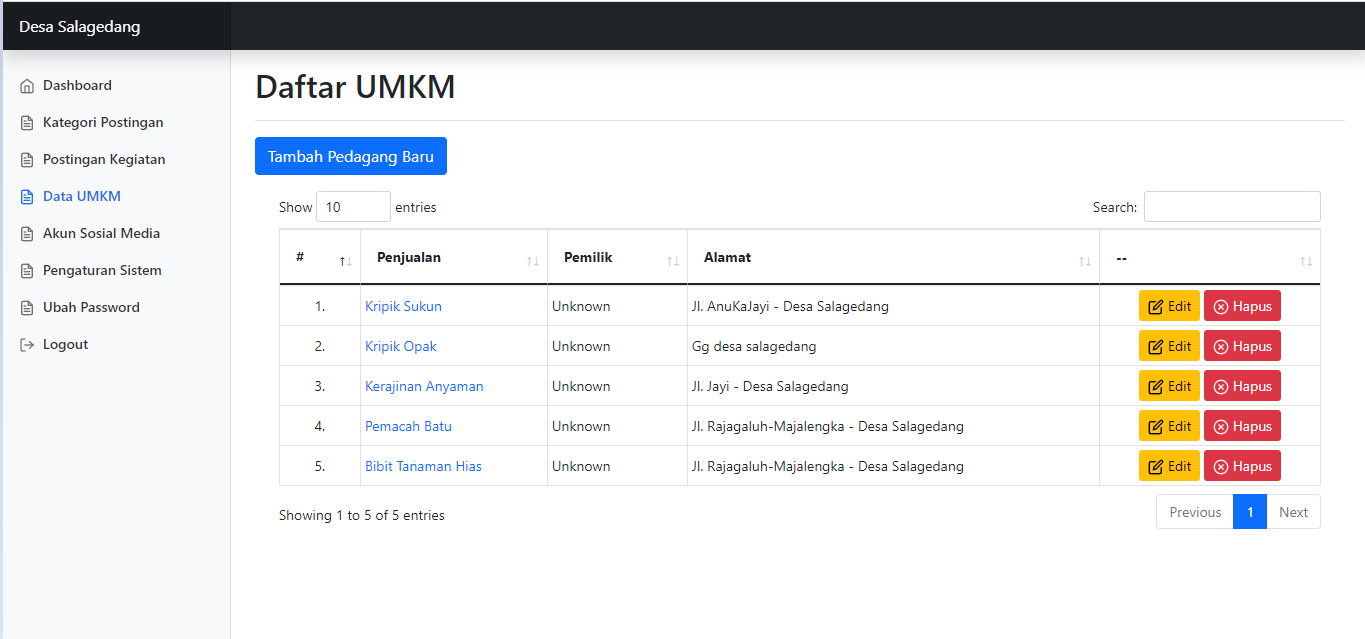 Desa Salagedang
Dashboard
Kategori Postingan
Postingan Kegiatan
Data UMKM
Akun Sosial Media
Pengaturan Sistem
Ubah Password
Logout
Daftar UMKM
Tambah Pedagang Baru
Show 10 entries Search:
# Penjualan Pemilik Alamat --
1. Kripik Sukun Unknown Jl. AnuKaJayi - Desa Salagedang Edit Hapus
2. Kripik Opak Unknown Gg desa salagedang Edit Hapus
3. Kerajinan Anyaman Unknown Jl. Jayi - Desa Salagedang Edit Hapus
4. Pemacah Batu Unknown Jl. Rajagaluh-Majalengka - Desa Salagedang Edit Hapus
5. Bibit Tanaman Hias Unknown Jl. Rajagaluh-Majalengka - Desa Salagedang Edit Hapus
Showing 1 to 5 of 5 entries Previous 1 Next